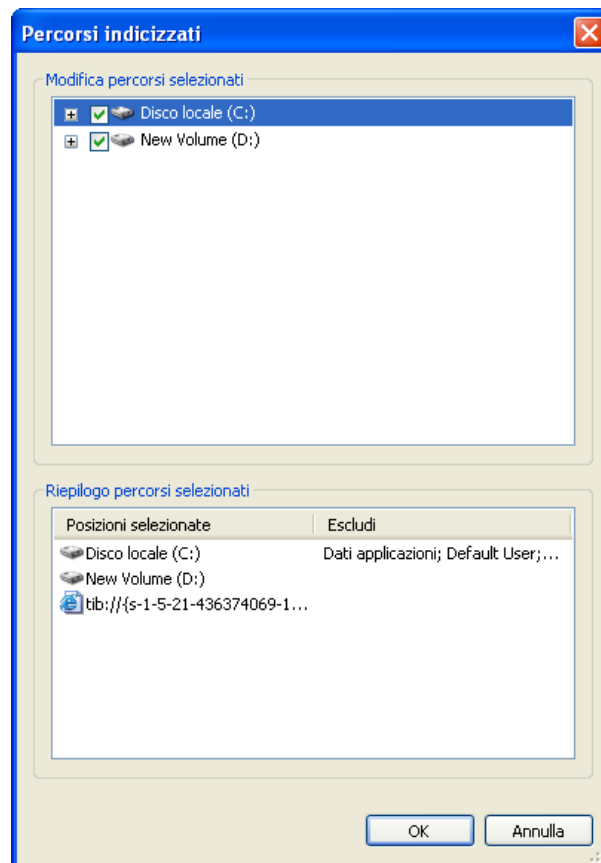 Percorsi indicizzati
Modifica percorsi selezionati
Disco locale (C:)
New Volume (D:)
Riepilogo percorsi selezionati
Posizioni selezionate Escludi
Disco locale (C:) Dati applicazioni; Default User;...
New Volume (D:)
tib://{s-1-5-21-436374069-1...
OK Annulla